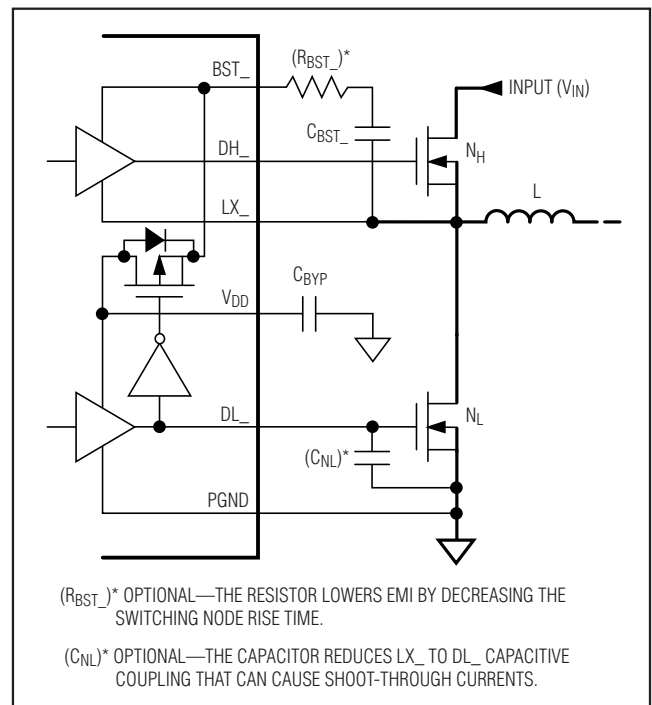 BST_
(RBST_)*
INPUT (VIN)
CBST_
DH_
NH
LX_
L
CBYP
VDD
DL_
NL
(CNL)*
PGND
(RBST_)* OPTIONAL—THE RESISTOR LOWERS EMI BY DECREASING THE
SWITCHING NODE RISE TIME.
(CNL)* OPTIONAL—THE CAPACITOR REDUCES LX_ TO DL_ CAPACITIVE
COUPLING THAT CAN CAUSE SHOOT-THROUGH CURRENTS.